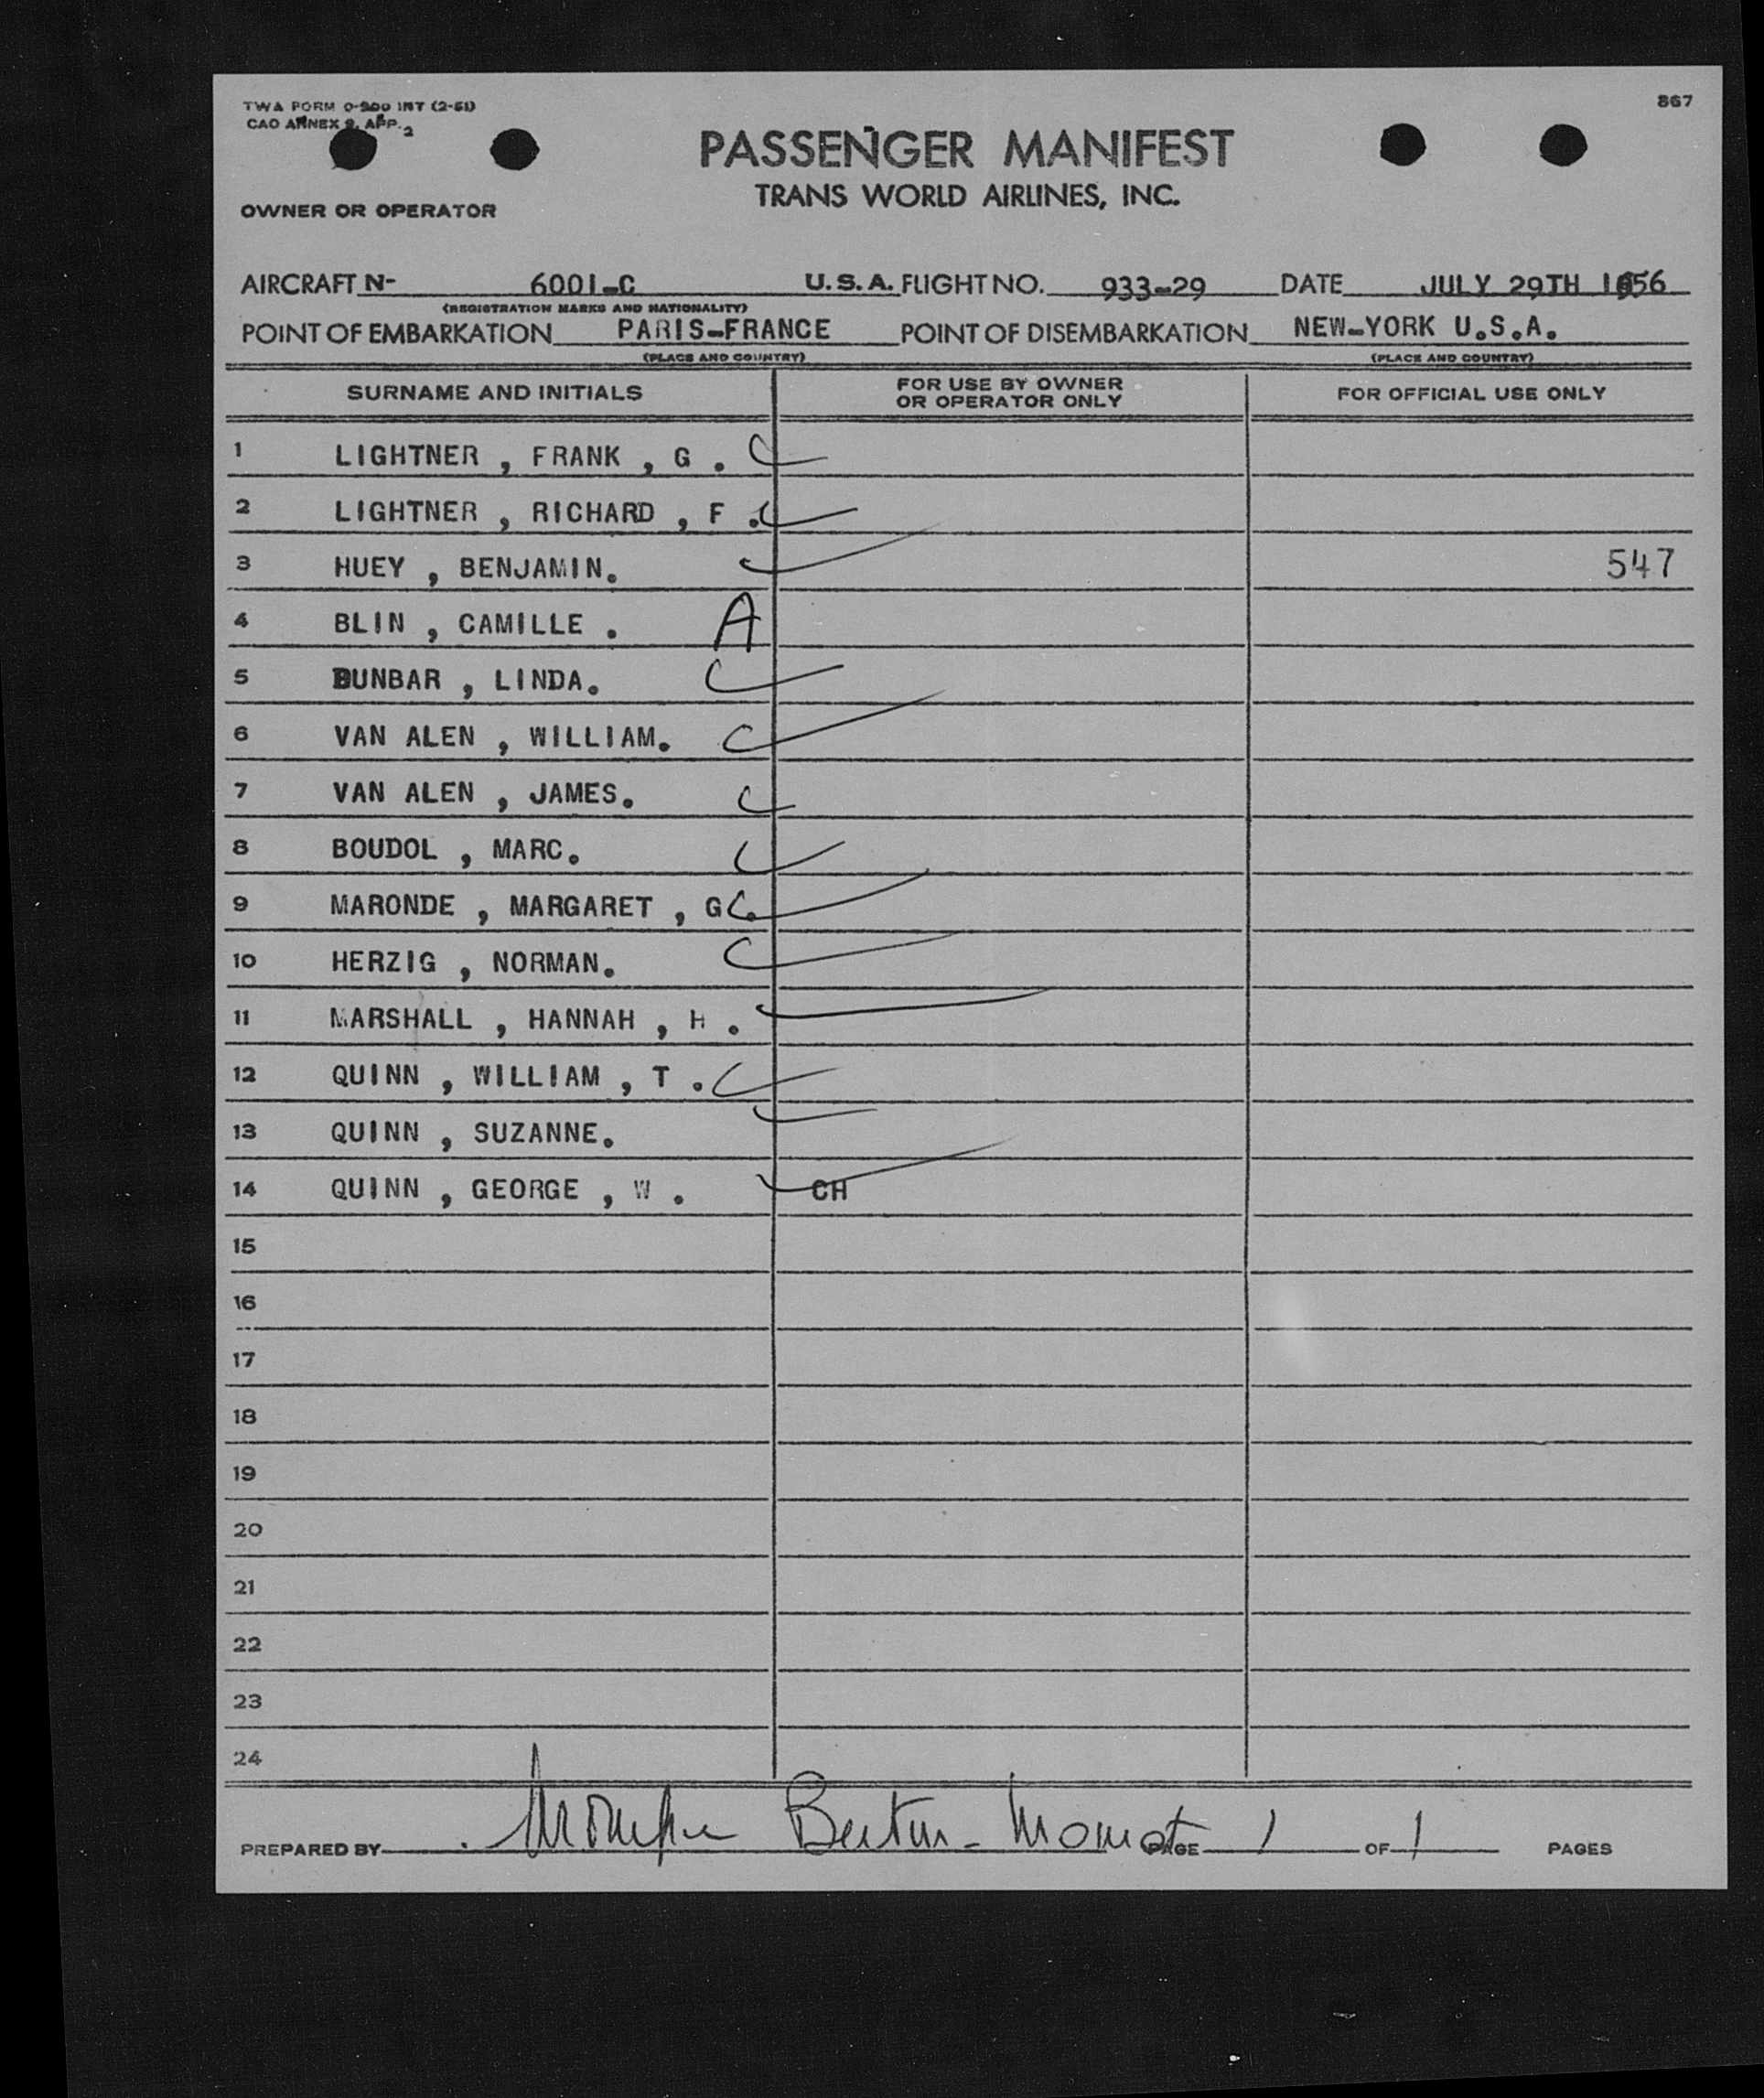 TWA FORM 0-900 INT (2-51)
CAO ANNEX 9, APP. 2
867
PASSENGER MANIFEST
TRANS WORLD AIRLINES, INC.
OWNER OR OPERATOR
AIRCRAFT N- 6001-C U.S.A. FLIGHT NO. 933-29 DATE JULY 29TH 1956
(REGISTRATION MARKS AND NATIONALITY)
POINT OF EMBARKATION PARIS-FRANCE POINT OF DISEMBARKATION NEW-YORK U.S.A.
(PLACE AND COUNTRY) (PLACE AND COUNTRY)
SURNAME AND INITIALS FOR USE BY OWNER OR OPERATOR ONLY FOR OFFICIAL USE ONLY
1 LIGHTNER , FRANK , G .
2 LIGHTNER , RICHARD , F .
3 HUEY , BENJAMIN. 547
4 BLIN , CAMILLE . A
5 DUNBAR , LINDA.
6 VAN ALEN , WILLIAM.
7 VAN ALEN , JAMES.
8 BOUDOL , MARC.
9 MARONDE , MARGARET , G .
10 HERZIG , NORMAN.
11 MARSHALL , HANNAH , H .
12 QUINN , WILLIAM , T .
13 QUINN , SUZANNE.
14 QUINN , GEORGE , W . CH
15
16
17
18
19
20
21
22
23
24
PREPARED BY PAGE 1 OF 1 PAGES